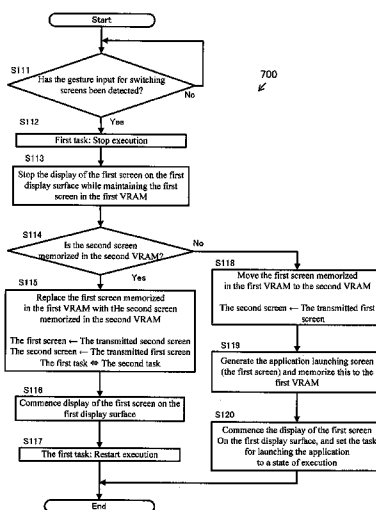 Start
700
S111
Has the gesture input for switching
screens been detected?
No
Yes
S112
First task: Stop execution
S113
Stop the display of the first screen on the first
display surface while maintaining the first
screen in the first VRAM
S114
Is the second screen
memorized in the second VRAM?
No
Yes
S115
Replace the first screen memorized
in the first VRAM with tHe second screen
memorized in the second VRAM
The first screen ← The transmitted second screen
The second screen ← The transmitted first screen
The first task ⇔ The second task
S116
Commence display of the first screen on the
first display surface
S117
The first task: Restart execution
S118
Move the first screen memorized
in the first VRAM to the second VRAM
The second screen ← The transmitted first
screen
S119
Generate the application launching screen
(the first screen) and memorize this to the
first VRAM
S120
Commence the display of the first screen
On the first display surface, and set the task
for launching the application
to a state of execution
End